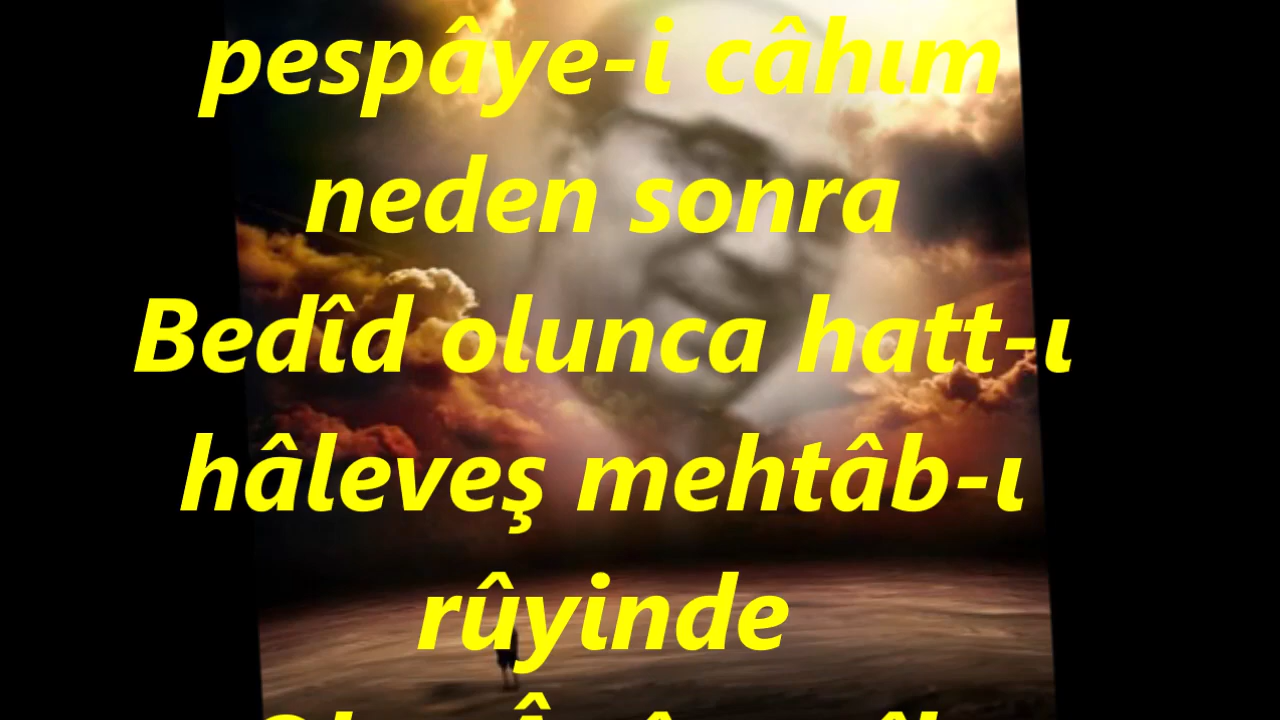 pespâye-i câhım
neden sonra
Bedîd olunca hatt-ı
hâleveş mehtâb-ı
rûyinde